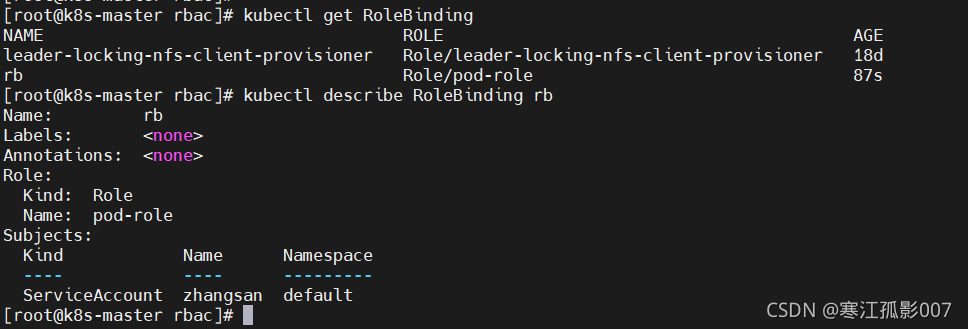 [root@k8s-master rbac]# kubectl get RoleBinding
NAME                                    ROLE                                         AGE
leader-locking-nfs-client-provisioner   Role/leader-locking-nfs-client-provisioner   18d
rb                                      Role/pod-role                                87s
[root@k8s-master rbac]# kubectl describe RoleBinding rb
Name:         rb
Labels:       <none>
Annotations:  <none>
Role:
  Kind:  Role
  Name:  pod-role
Subjects:
  Kind            Name      Namespace
  ----            ----      ---------
  ServiceAccount  zhangsan  default
[root@k8s-master rbac]#
CSDN @寒江孤影007